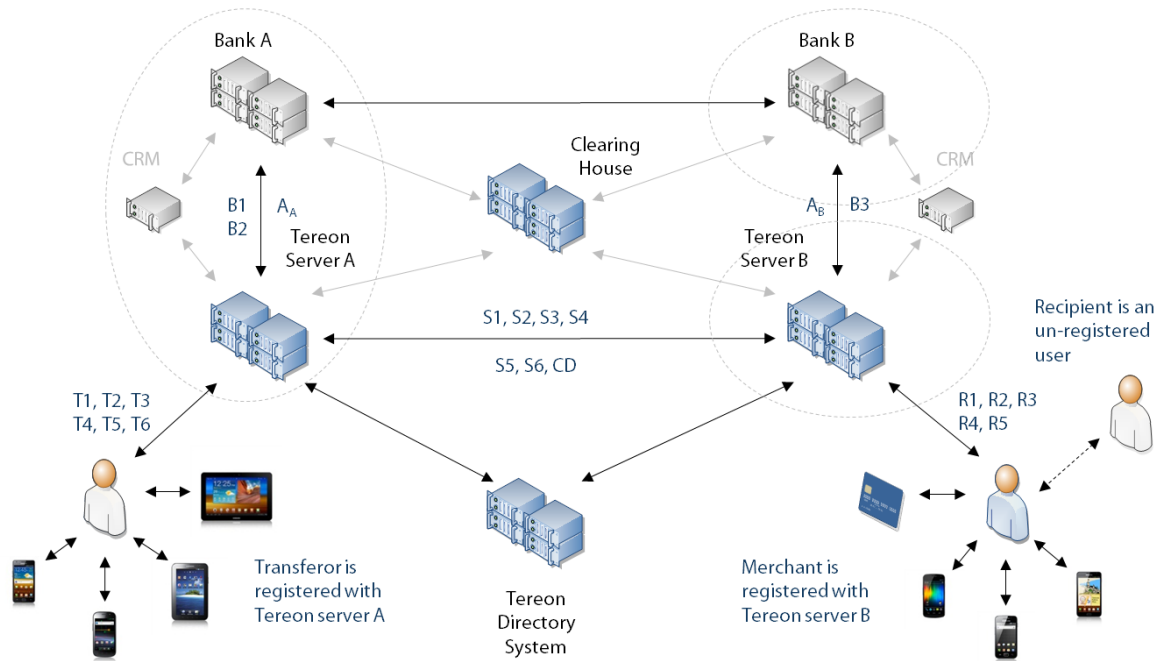 Bank A
Bank B
Clearing
House
CRM
CRM
B1
B2
A_A
Tereon
Server A
A_B
B3
Tereon
Server B
S1, S2, S3, S4
S5, S6, CD
Recipient is an
un-registered
user
T1, T2, T3
T4, T5, T6
R1, R2, R3
R4, R5
Transferor is
registered with
Tereon server A
Tereon
Directory
System
Merchant is
registered with
Tereon server B